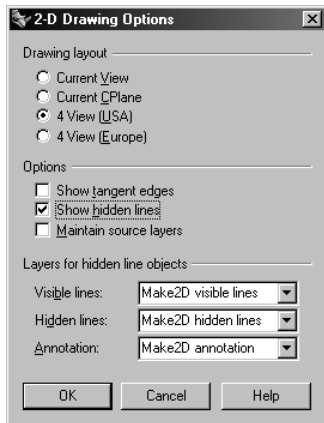 2-D Drawing Options
Drawing layout
Current View
Current CPlane
4 View (USA)
4 View (Europe)
Options
Show tangent edges
Show hidden lines
Maintain source layers
Layers for hidden line objects
Visible lines: Make2D visible lines
Hidden lines: Make2D hidden lines
Annotation: Make2D annotation
OK Cancel Help